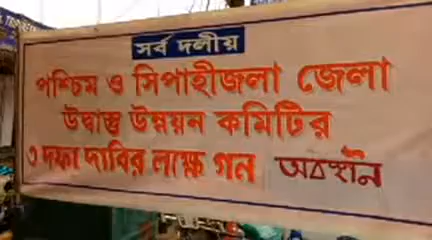 সর্ব দলীয়
পশ্চিম ও সিপাহীজলা জেলা
উদ্বাস্তু উন্নয়ন কমিটির
৩ দফা দাবির লক্ষে গন অবস্থান